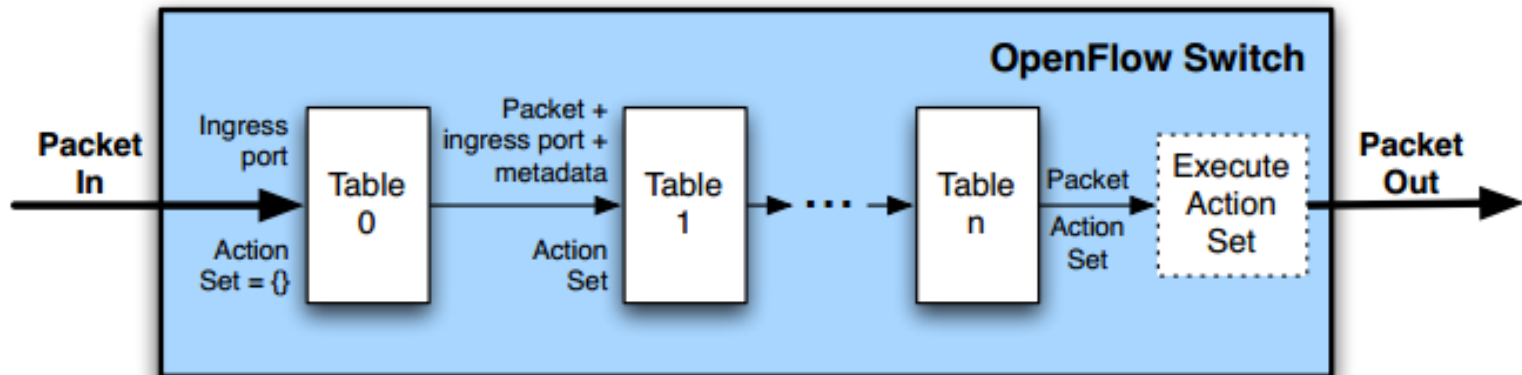 OpenFlow Switch
Packet
In
Ingress
port
Action
Set = {}
Table
0
Packet +
ingress port +
metadata
Action
Set
Table
1
...
Table
n
Packet
Action
Set
Execute
Action
Set
Packet
Out